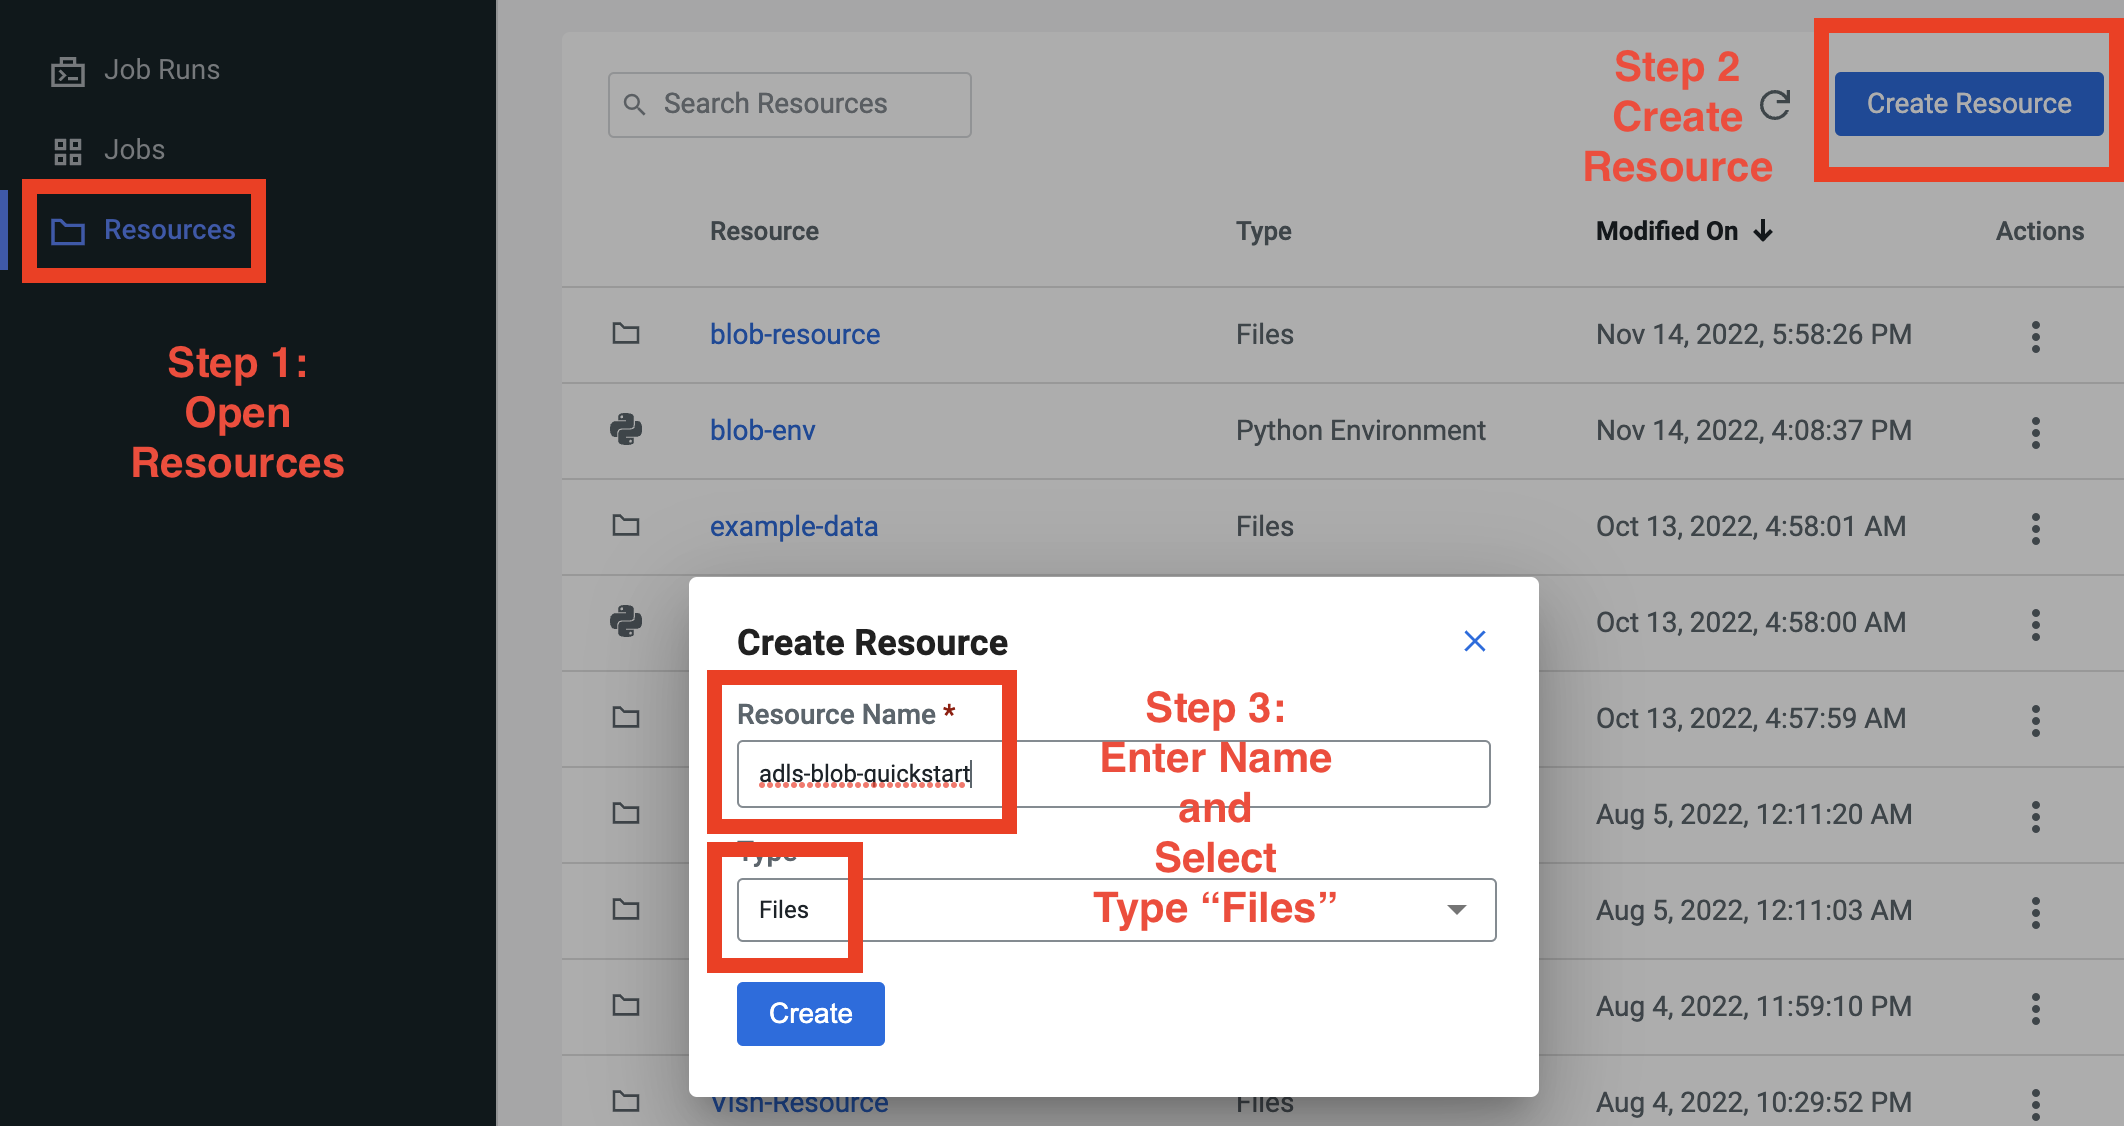 Job Runs
Jobs
Resources
Step 1:
Open
Resources
Search Resources
Step 2
Create
Resource
Create Resource
Resource Type Modified On Actions
blob-resource Files Nov 14, 2022, 5:58:26 PM
blob-env Python Environment Nov 14, 2022, 4:08:37 PM
example-data Files Oct 13, 2022, 4:58:01 AM
Oct 13, 2022, 4:58:00 AM
Oct 13, 2022, 4:57:59 AM
Aug 5, 2022, 12:11:20 AM
Aug 5, 2022, 12:11:03 AM
Aug 4, 2022, 11:59:10 PM
Vish-Resource Files Aug 4, 2022, 10:29:52 PM
Create Resource
Resource Name *
adls-blob-quickstart
Type
Files
Create
Step 3:
Enter Name
and
Select
Type “Files”